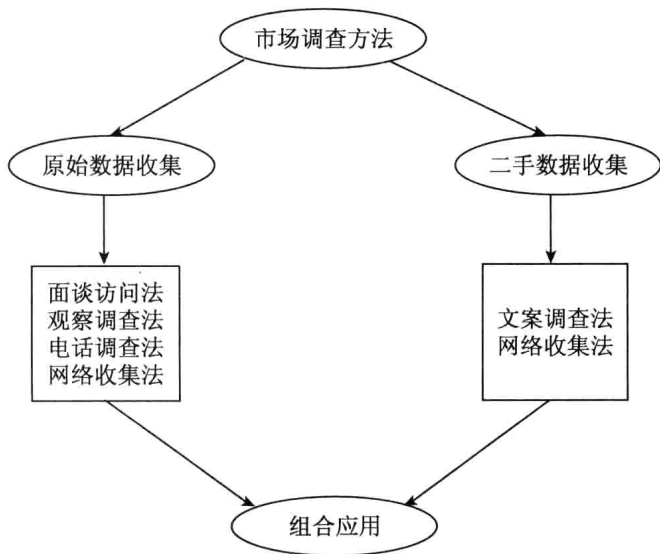 市场调查方法
原始数据收集
二手数据收集
面谈访问法
观察调查法
电话调查法
网络收集法
文案调查法
网络收集法
组合应用